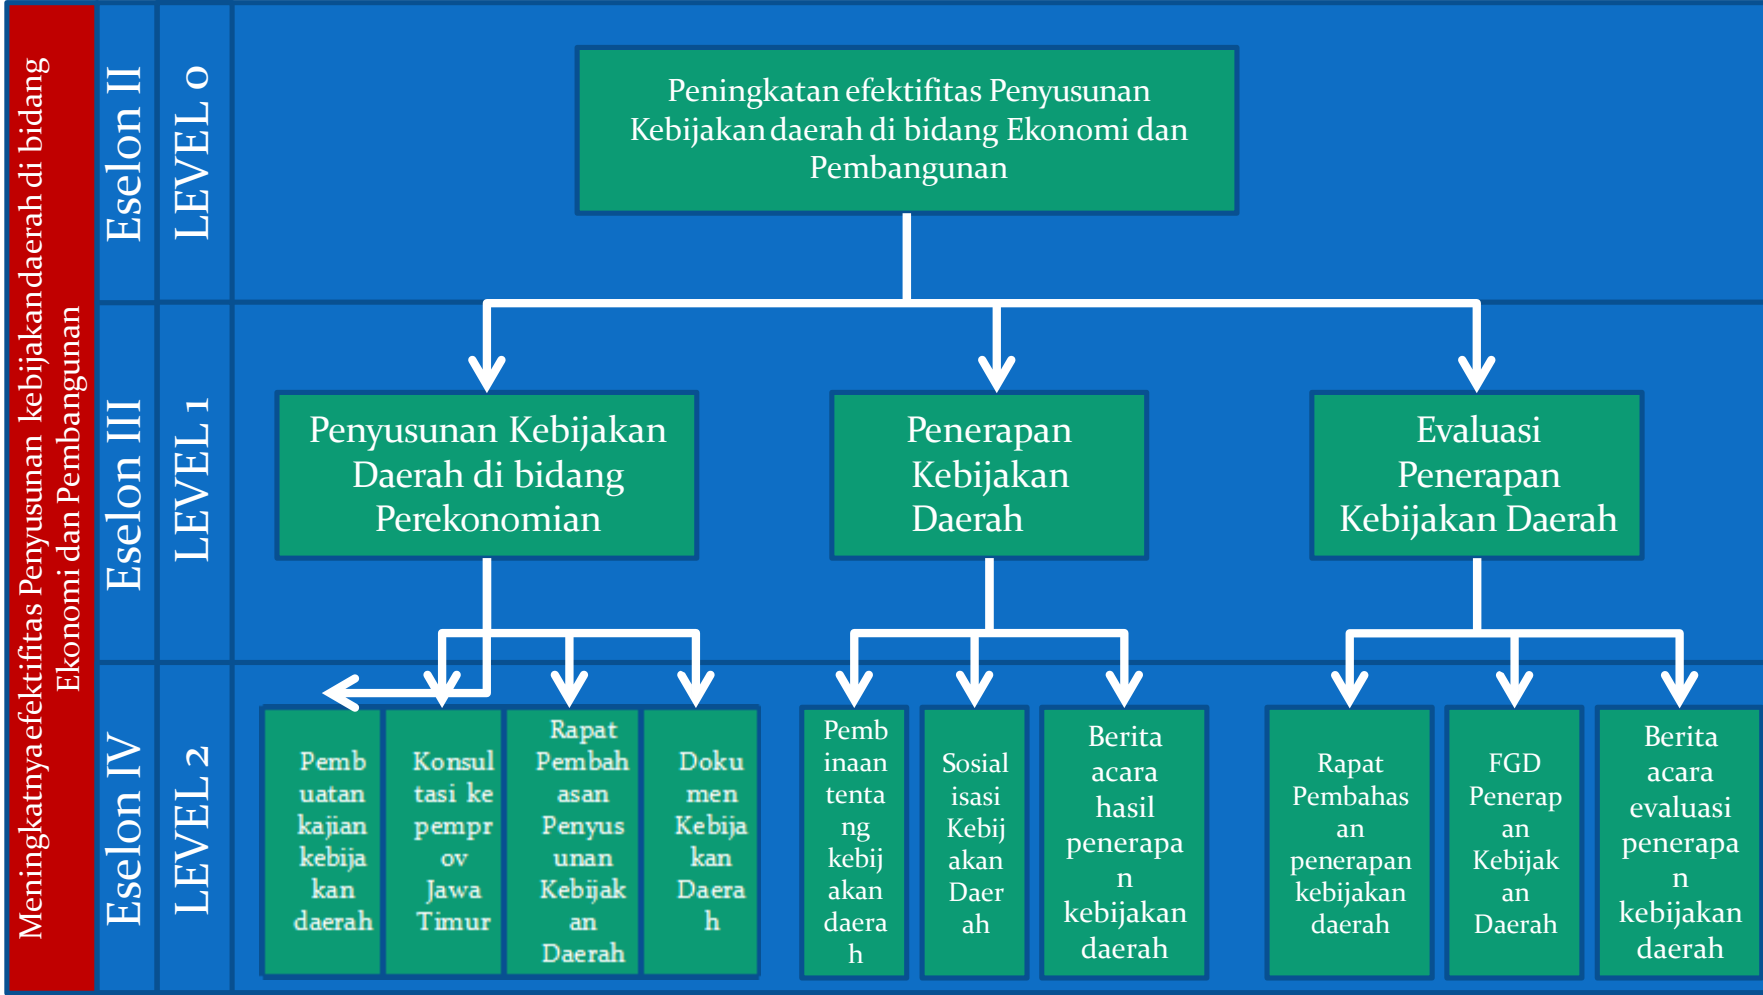 Meningkatnya efektifitas Penyusunan kebijakan daerah di bidang
Ekonomi dan Pembangunan
Eselon II
LEVEL 0
Peningkatan efektifitas Penyusunan
Kebijakan daerah di bidang Ekonomi dan
Pembangunan
Eselon III
LEVEL 1
Penyusunan Kebijakan
Daerah di bidang
Perekonomian
Penerapan
Kebijakan
Daerah
Evaluasi
Penerapan
Kebijakan Daerah
Eselon IV
LEVEL 2
Pemb
uatan
kajian
kebija
kan
daerah
Konsul
tasi ke
pempr
ov
Jawa
Timur
Rapat
Pembah
asan
Penyus
unan
Kebijak
an
Daerah
Doku
men
Kebija
kan
Daera
h
Pemb
inaan
tenta
ng
kebij
akan
daera
h
Sosial
isasi
Kebij
akan
Daer
ah
Berita
acara
hasil
penerapa
n
kebijakan
daerah
Rapat
Pembahas
an
penerapan
kebijakan
daerah
FGD
Penerap
an
Kebijak
an
Daerah
Berita
acara
evaluasi
penerapa
n
kebijakan
daerah